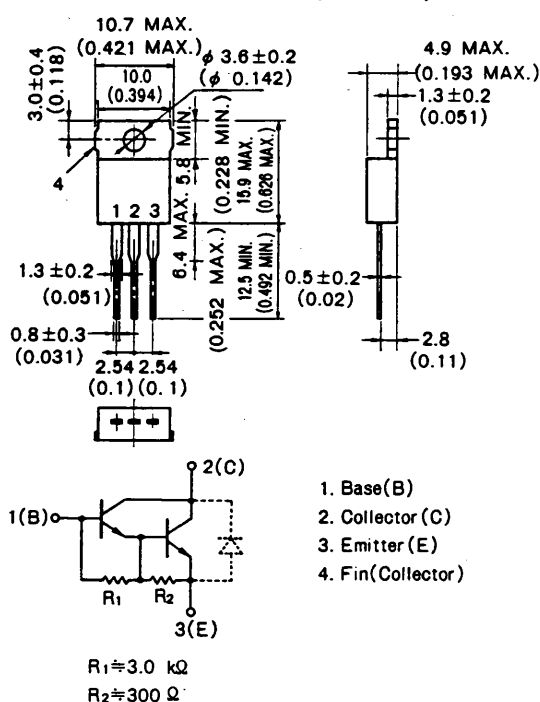 10.7 MAX.
(0.421 MAX.)
10.0
(0.394)
φ 3.6±0.2
(φ 0.142)
3.0±0.4
(0.118)
4
1 2 3
5.8 MIN.
(0.228 MIN.)
15.9 MAX.
(0.626 MAX.)
6.4 MAX.
(0.252 MAX.)
12.5 MIN.
(0.492 MIN.)
1.3±0.2
(0.051)
0.8±0.3
(0.031)
2.54 2.54
(0.1) (0.1)
4.9 MAX.
(0.193 MAX.)
1.3±0.2
(0.051)
0.5±0.2
(0.02)
2.8
(0.11)
2(C)
1(B)
R1 R2
3(E)
R1≒3.0 kΩ
R2≒300 Ω
1. Base(B)
2. Collector(C)
3. Emitter(E)
4. Fin(Collector)